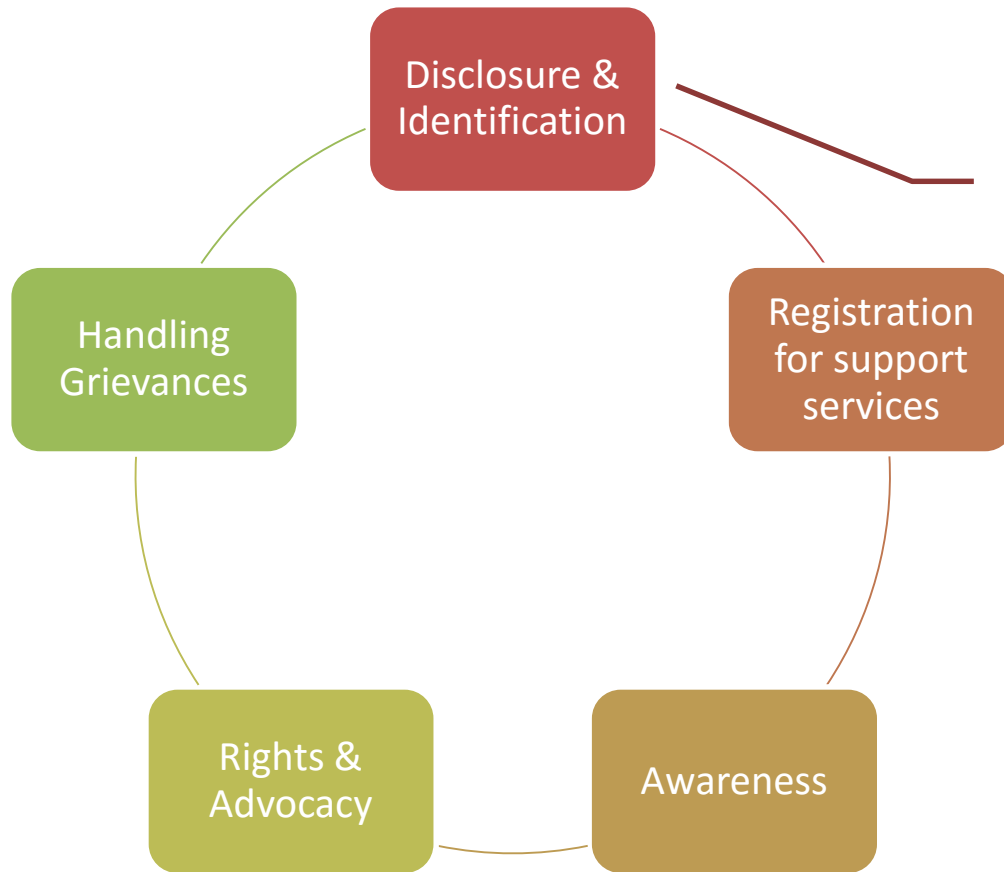 Disclosure &
Identification
Registration
for support
services
Awareness
Rights &
Advocacy
Handling
Grievances